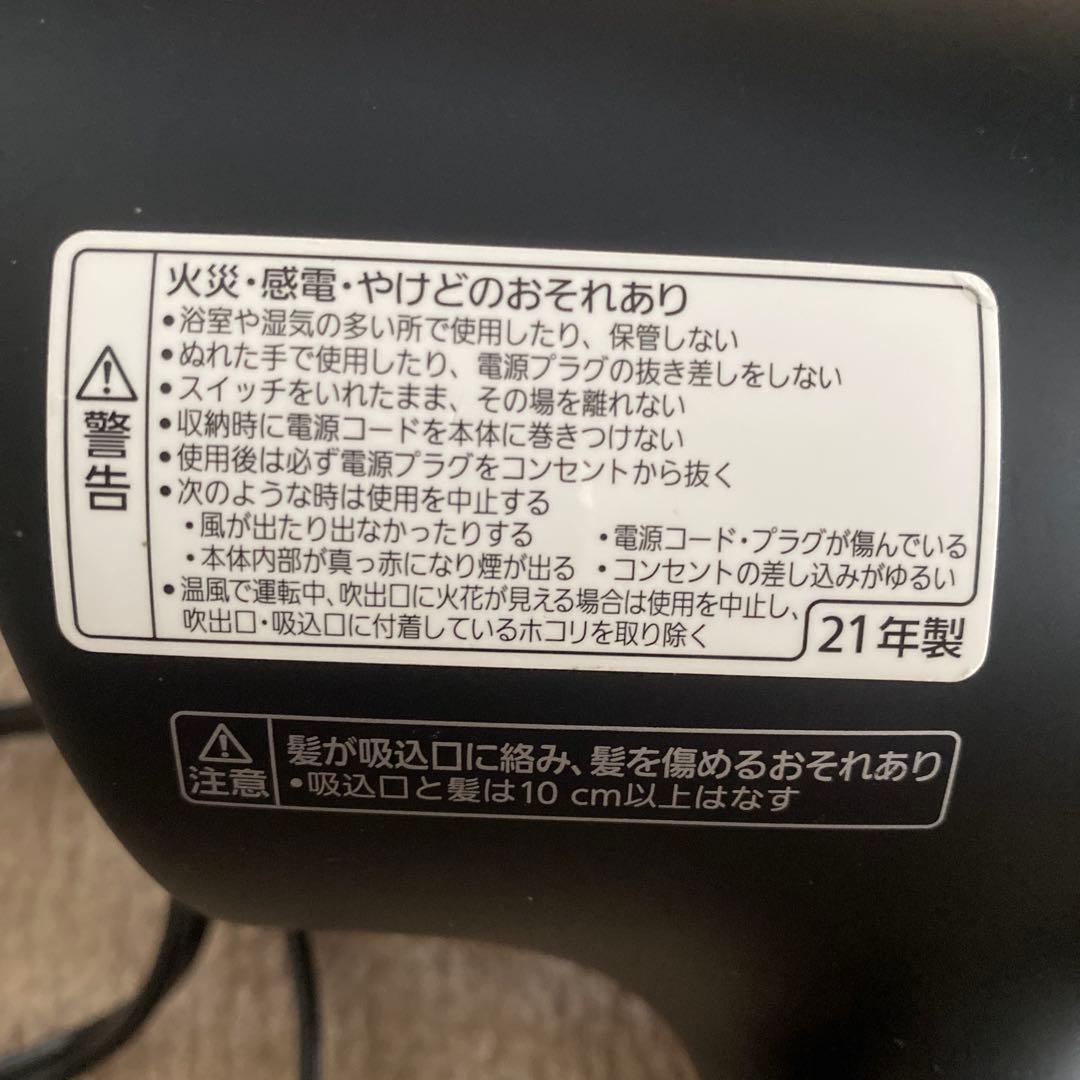 警告
火災・感電・やけどのおそれあり
•浴室や湿気の多い所で使用したり、保管しない
•ぬれた手で使用したり、電源プラグの抜き差しをしない
•スイッチをいれたまま、その場を離れない
•収納時に電源コードを本体に巻きつけない
•使用後は必ず電源プラグをコンセントから抜く
•次のような時は使用を中止する
・風が出たり出なかったりする ・電源コード・プラグが傷んでいる
・本体内部が真っ赤になり煙が出る ・コンセントの差し込みがゆるい
•温風で運転中、吹出口に火花が見える場合は使用を中止し、
吹出口・吸込口に付着しているホコリを取り除く
21年製
注意
髪が吸込口に絡み、髪を傷めるおそれあり
•吸込口と髪は10 cm以上はなす